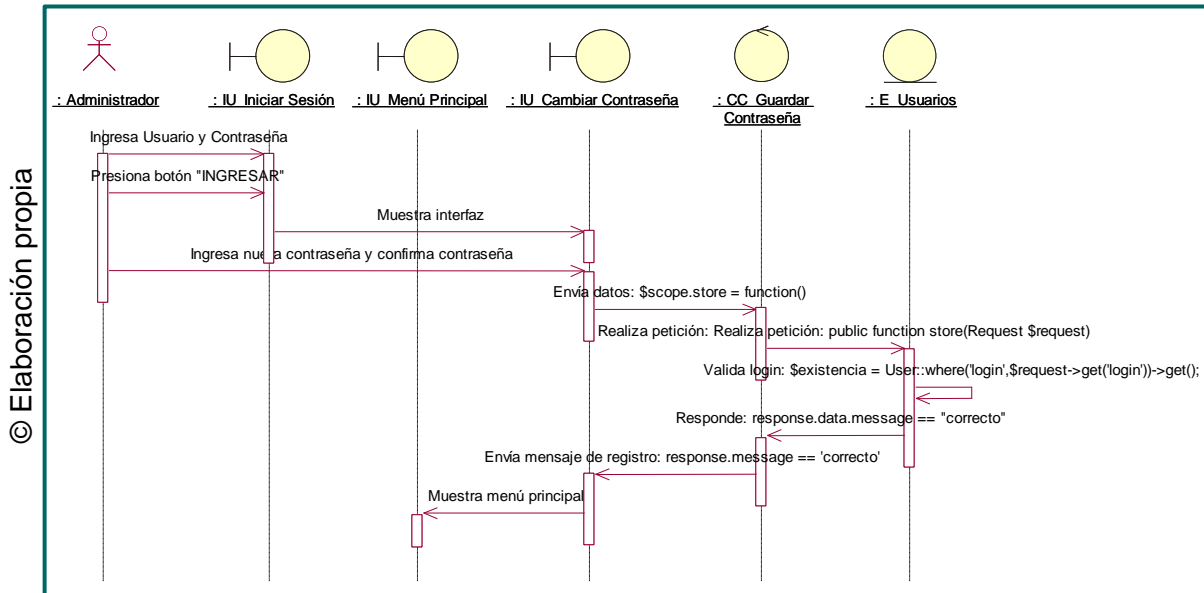 © Elaboración propia
: Administrador
: IU_Iniciar Sesión
: IU_Menú Principal
: IU_Cambiar Contraseña
: CC_Guardar
Contraseña
: E_Usuarios
Ingresa Usuario y Contraseña
Presiona botón "INGRESAR"
Muestra interfaz
Ingresa nueva contraseña y confirma contraseña
Envía datos: $scope.store = function()
Realiza petición: Realiza petición: public function store(Request $request)
Valida login: $existencia = User::where('login',$request->get('login'))->get();
Responde: response.data.message == "correcto"
Envía mensaje de registro: response.message == 'correcto'
Muestra menú principal